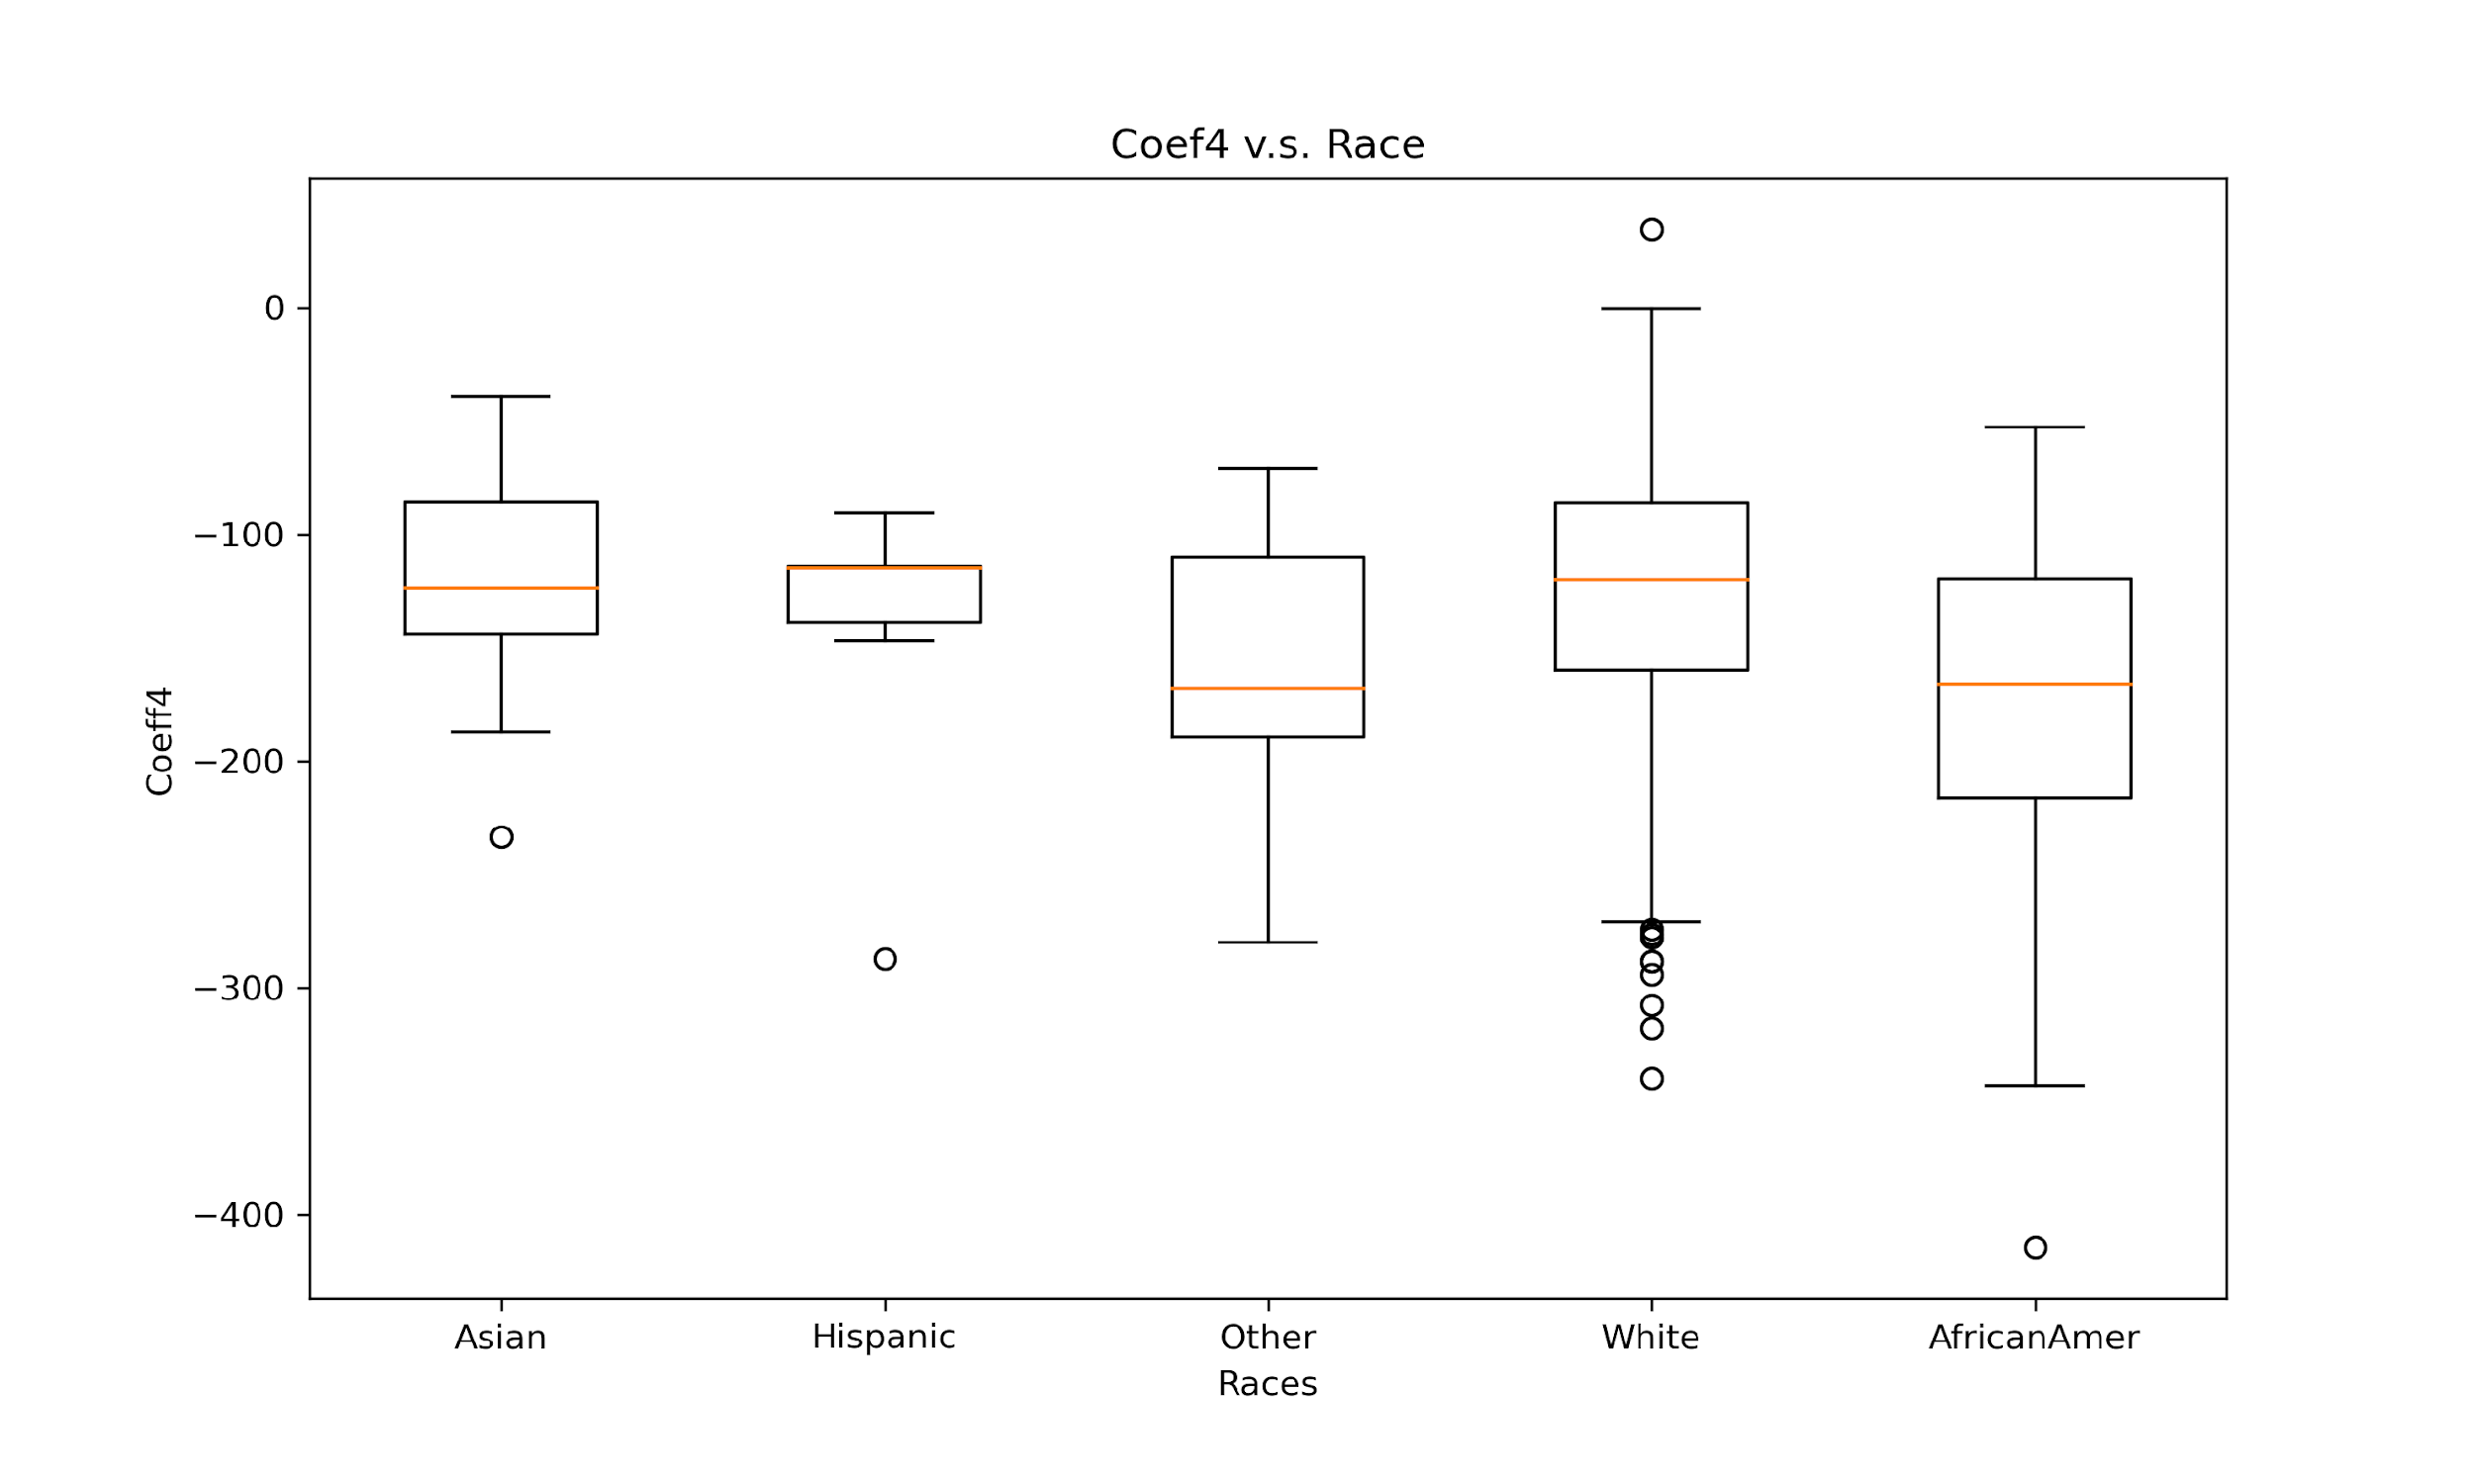 Coef4 v.s. Race
Coeff4
0
−100
−200
−300
−400
Asian
Hispanic
Other
White
AfricanAmer
Races